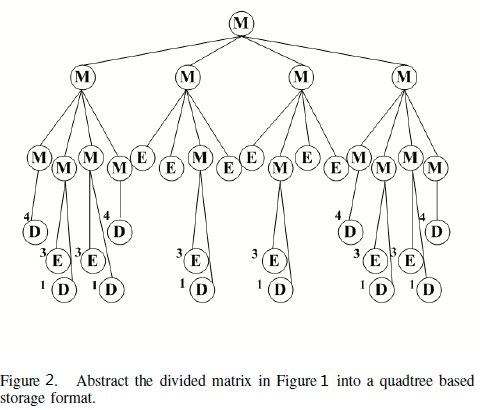 M
M M M M
M M M M E E M E E M E E M M M M
4 D 4 D 4 D 4 D
3 E 3 E 3 E 3 E 3 E 3 E
1 D 1 D 1 D 1 D 1 D 1 D
Figure 2. Abstract the divided matrix in Figure 1 into a quadtree based
storage format.